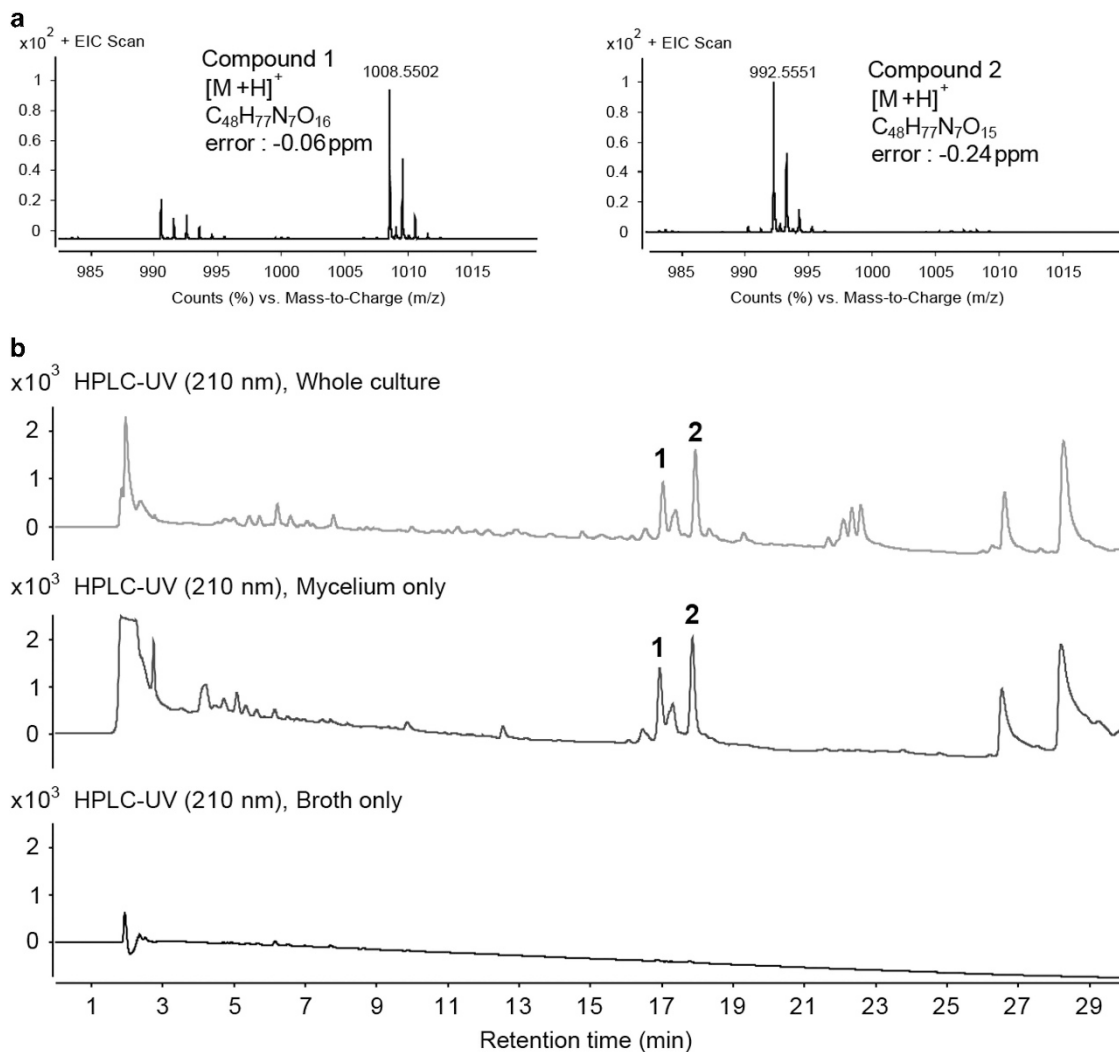 a
x10² + EIC Scan
Compound 1
[M +H]⁺
C₄₈H₇₇N₇O₁₆
error : -0.06 ppm
1008.5502
1
0.8
0.6
0.4
0.2
0
985 990 995 1000 1005 1010 1015
Counts (%) vs. Mass-to-Charge (m/z)
x10² + EIC Scan
992.5551
Compound 2
[M +H]⁺
C₄₈H₇₇N₇O₁₅
error : -0.24 ppm
1
0.8
0.6
0.4
0.2
0
985 990 995 1000 1005 1010 1015
Counts (%) vs. Mass-to-Charge (m/z)
b
x10³ HPLC-UV (210 nm), Whole culture
2
1
0
1 2
x10³ HPLC-UV (210 nm), Mycelium only
2
1
0
1 2
x10³ HPLC-UV (210 nm), Broth only
2
1
0
1 3 5 7 9 11 13 15 17 19 21 23 25 27 29
Retention time (min)